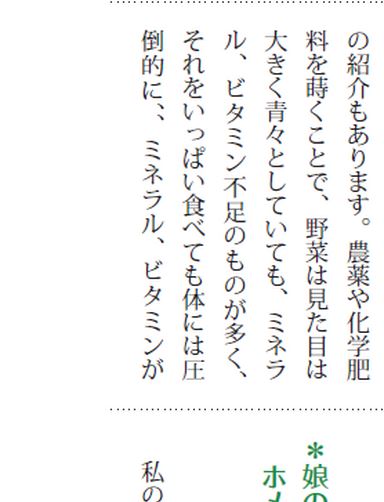 の紹介もあります。農薬や化学肥
料を蒔くことで、野菜は見た目は
大きく青々としていても、ミネラ
ル、ビタミン不足のものが多く、
それをいっぱい食べても体には圧
倒的に、、ミネラル、ビタミンが
＊娘の
ホメ
私の